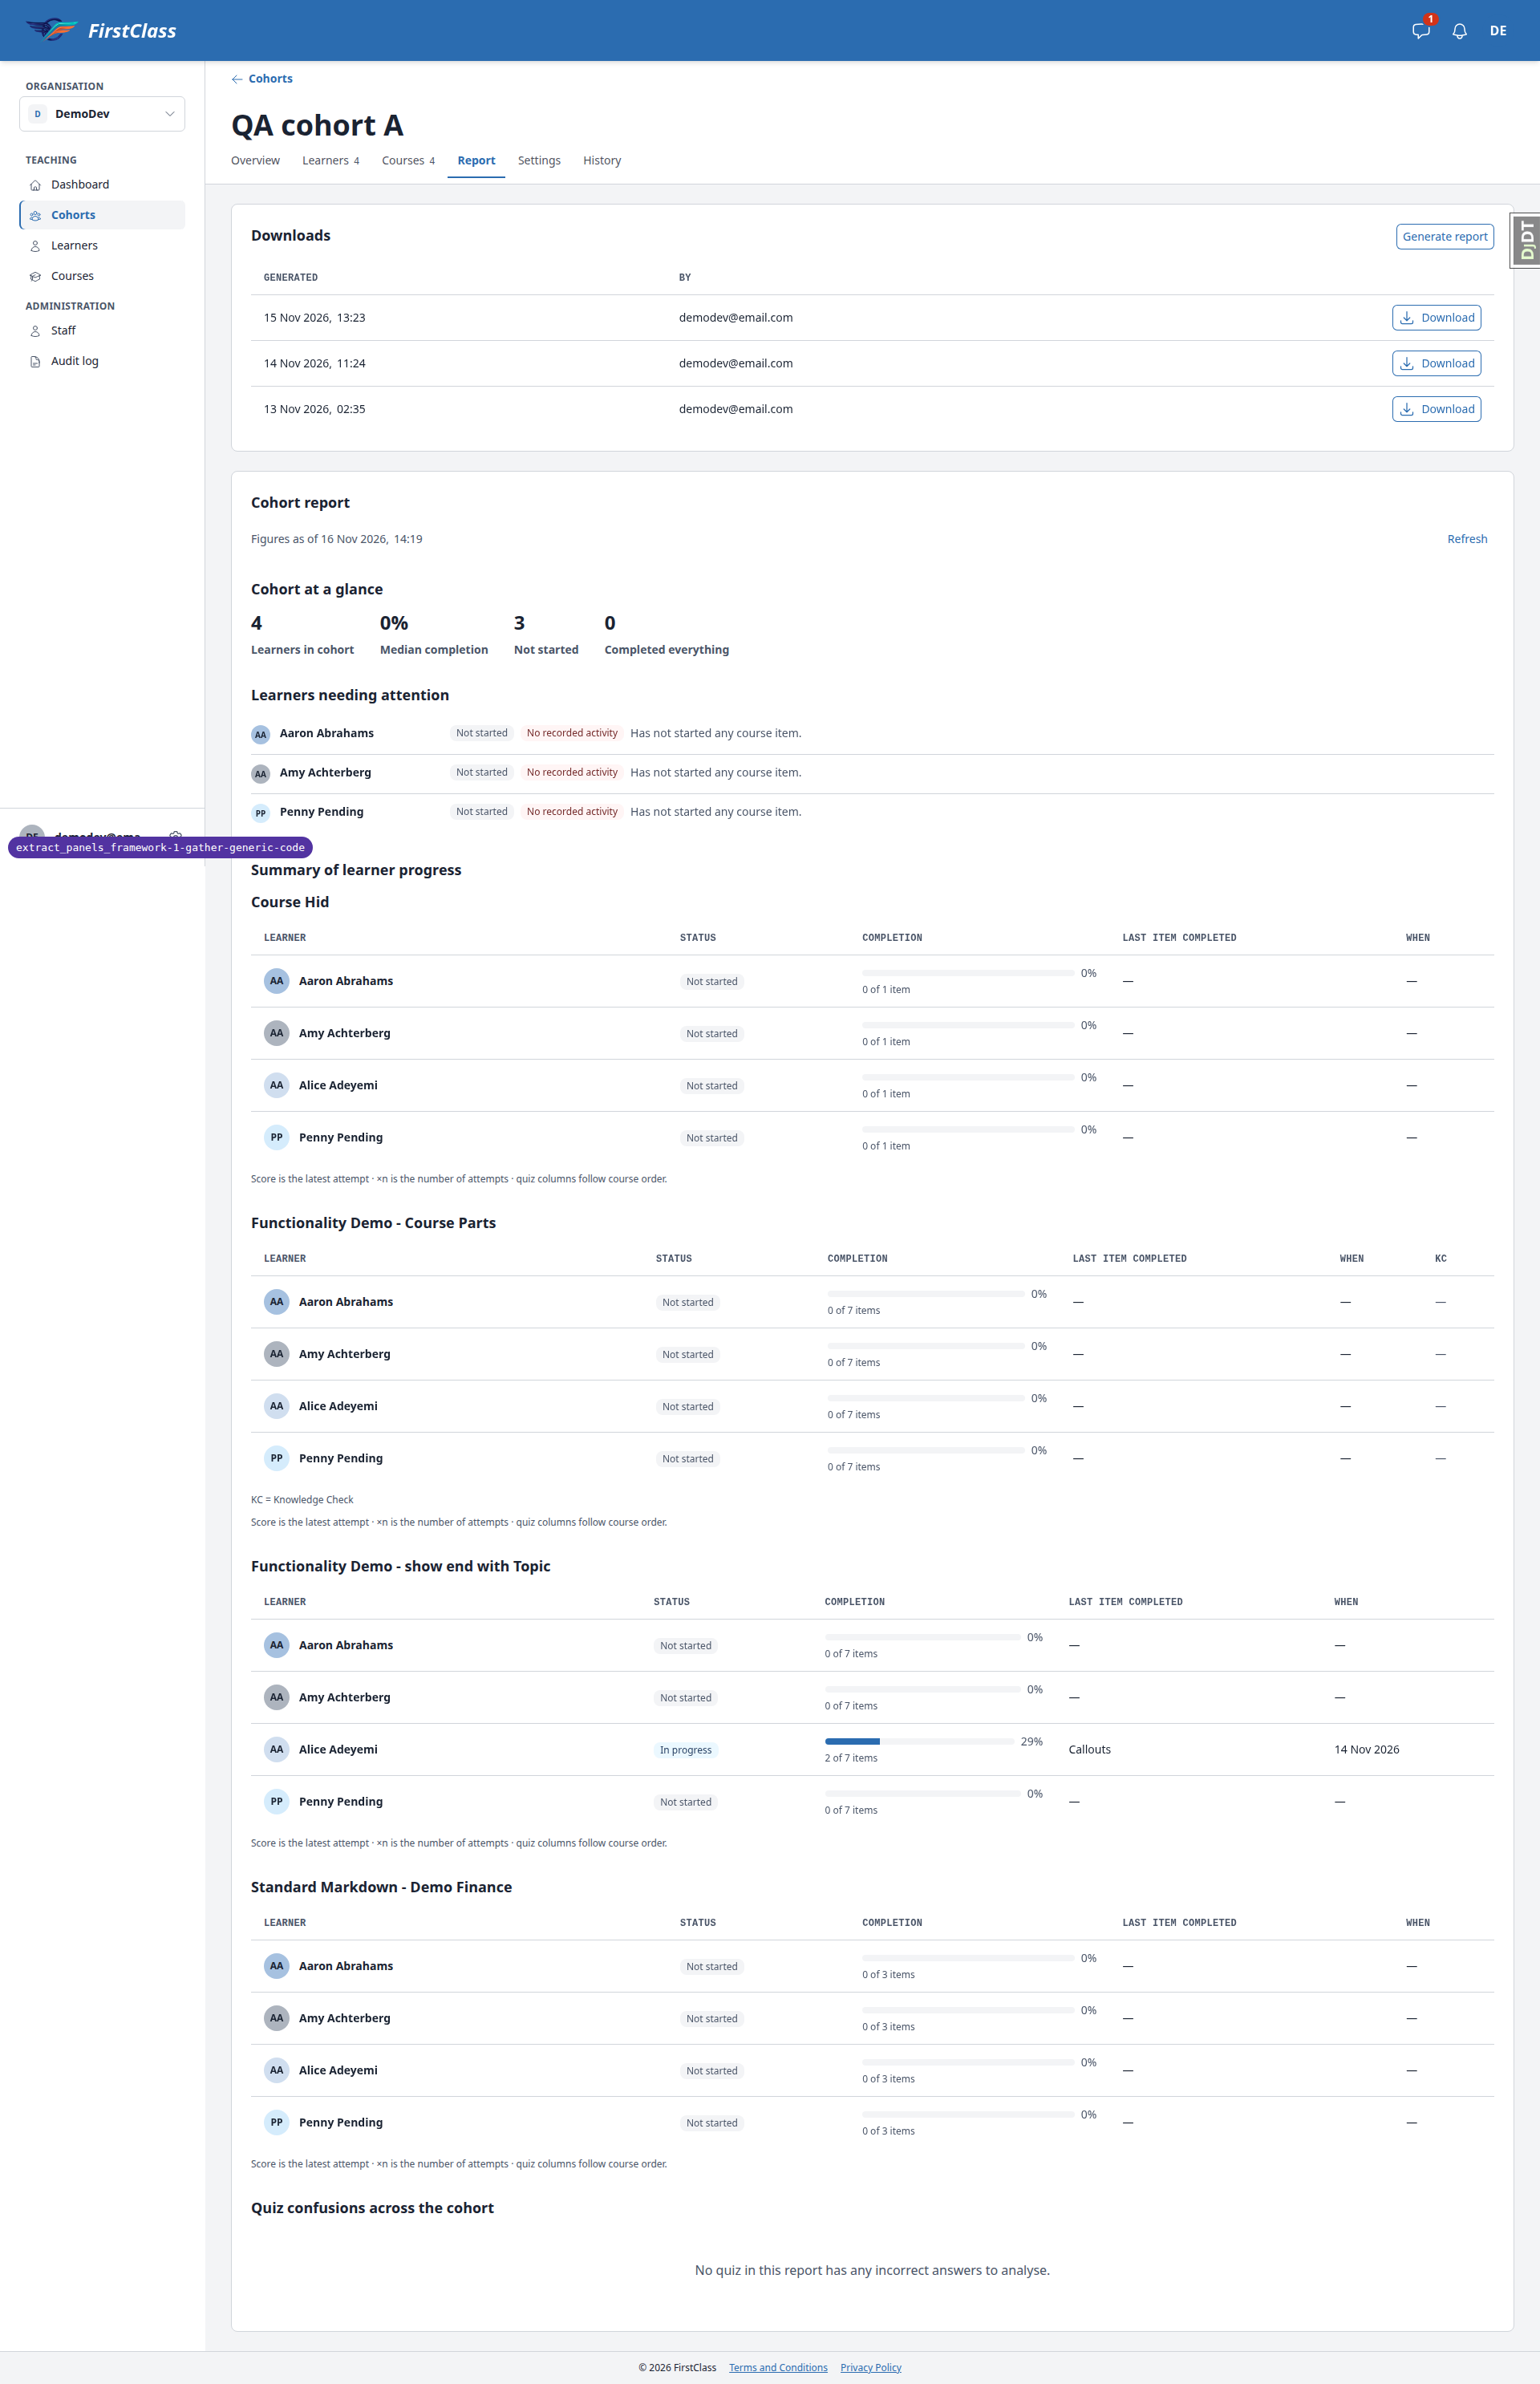 FirstClass
1
DE
ORGANISATION
D DemoDev
TEACHING
Dashboard
Cohorts
Learners
Courses
ADMINISTRATION
Staff
Audit log
extract_panels_framework-1-gather-generic-code
← Cohorts
QA cohort A
Overview Learners 4 Courses 4 Report Settings History
DjDT
Downloads Generate report
GENERATED BY
15 Nov 2026, 13:23 demodev@email.com Download
14 Nov 2026, 11:24 demodev@email.com Download
13 Nov 2026, 02:35 demodev@email.com Download
Cohort report
Figures as of 16 Nov 2026, 14:19 Refresh
Cohort at a glance
4 0% 3 0
Learners in cohort Median completion Not started Completed everything
Learners needing attention
AA Aaron Abrahams Not started No recorded activity Has not started any course item.
AA Amy Achterberg Not started No recorded activity Has not started any course item.
PP Penny Pending Not started No recorded activity Has not started any course item.
Summary of learner progress
Course Hid
LEARNER STATUS COMPLETION LAST ITEM COMPLETED WHEN
AA Aaron Abrahams Not started 0% — —
0 of 1 item
AA Amy Achterberg Not started 0% — —
0 of 1 item
AA Alice Adeyemi Not started 0% — —
0 of 1 item
PP Penny Pending Not started 0% — —
0 of 1 item
Score is the latest attempt · ×n is the number of attempts · quiz columns follow course order.
Functionality Demo - Course Parts
LEARNER STATUS COMPLETION LAST ITEM COMPLETED WHEN KC
AA Aaron Abrahams Not started 0% — — —
0 of 7 items
AA Amy Achterberg Not started 0% — — —
0 of 7 items
AA Alice Adeyemi Not started 0% — — —
0 of 7 items
PP Penny Pending Not started 0% — — —
0 of 7 items
KC = Knowledge Check
Score is the latest attempt · ×n is the number of attempts · quiz columns follow course order.
Functionality Demo - show end with Topic
LEARNER STATUS COMPLETION LAST ITEM COMPLETED WHEN
AA Aaron Abrahams Not started 0% — —
0 of 7 items
AA Amy Achterberg Not started 0% — —
0 of 7 items
AA Alice Adeyemi In progress 29% Callouts 14 Nov 2026
2 of 7 items
PP Penny Pending Not started 0% — —
0 of 7 items
Score is the latest attempt · ×n is the number of attempts · quiz columns follow course order.
Standard Markdown - Demo Finance
LEARNER STATUS COMPLETION LAST ITEM COMPLETED WHEN
AA Aaron Abrahams Not started 0% — —
0 of 3 items
AA Amy Achterberg Not started 0% — —
0 of 3 items
AA Alice Adeyemi Not started 0% — —
0 of 3 items
PP Penny Pending Not started 0% — —
0 of 3 items
Score is the latest attempt · ×n is the number of attempts · quiz columns follow course order.
Quiz confusions across the cohort
No quiz in this report has any incorrect answers to analyse.
© 2026 FirstClass Terms and Conditions Privacy Policy